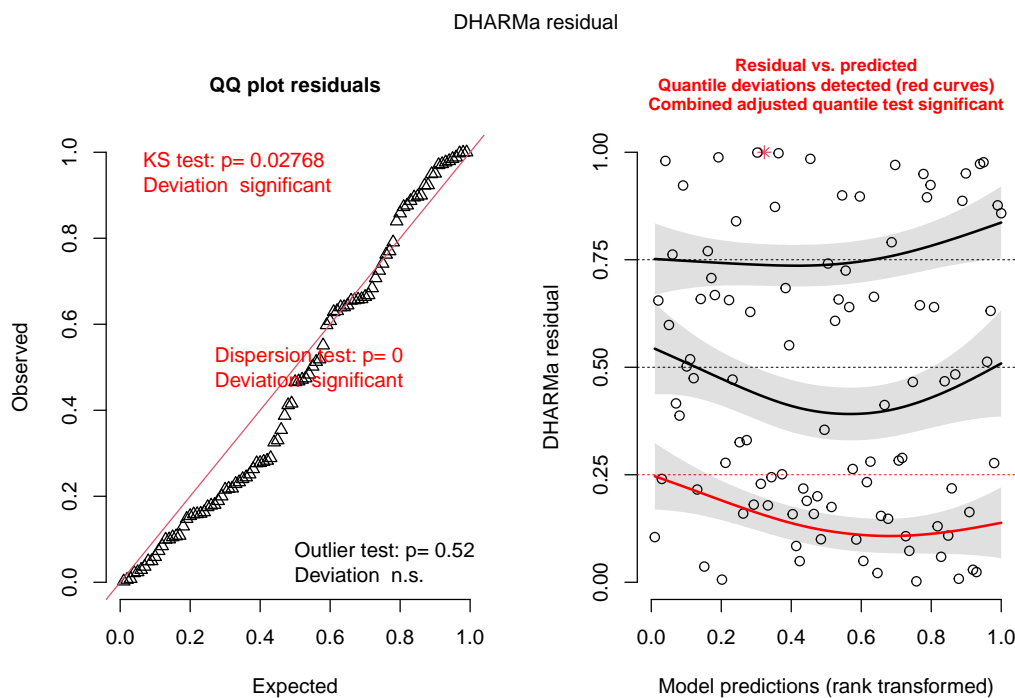 DHARMa residual
QQ plot residuals
KS test: p= 0.02768
Deviation  significant
Dispersion test: p= 0
Deviation  significant
Outlier test: p= 0.52
Deviation  n.s.
Observed
0.0
0.2
0.4
0.6
0.8
1.0
0.0 0.2 0.4 0.6 0.8 1.0
Expected
Residual vs. predicted
Quantile deviations detected (red curves)
Combined adjusted quantile test significant
DHARMa residual
0.00
0.25
0.50
0.75
1.00
0.0 0.2 0.4 0.6 0.8 1.0
Model predictions (rank transformed)